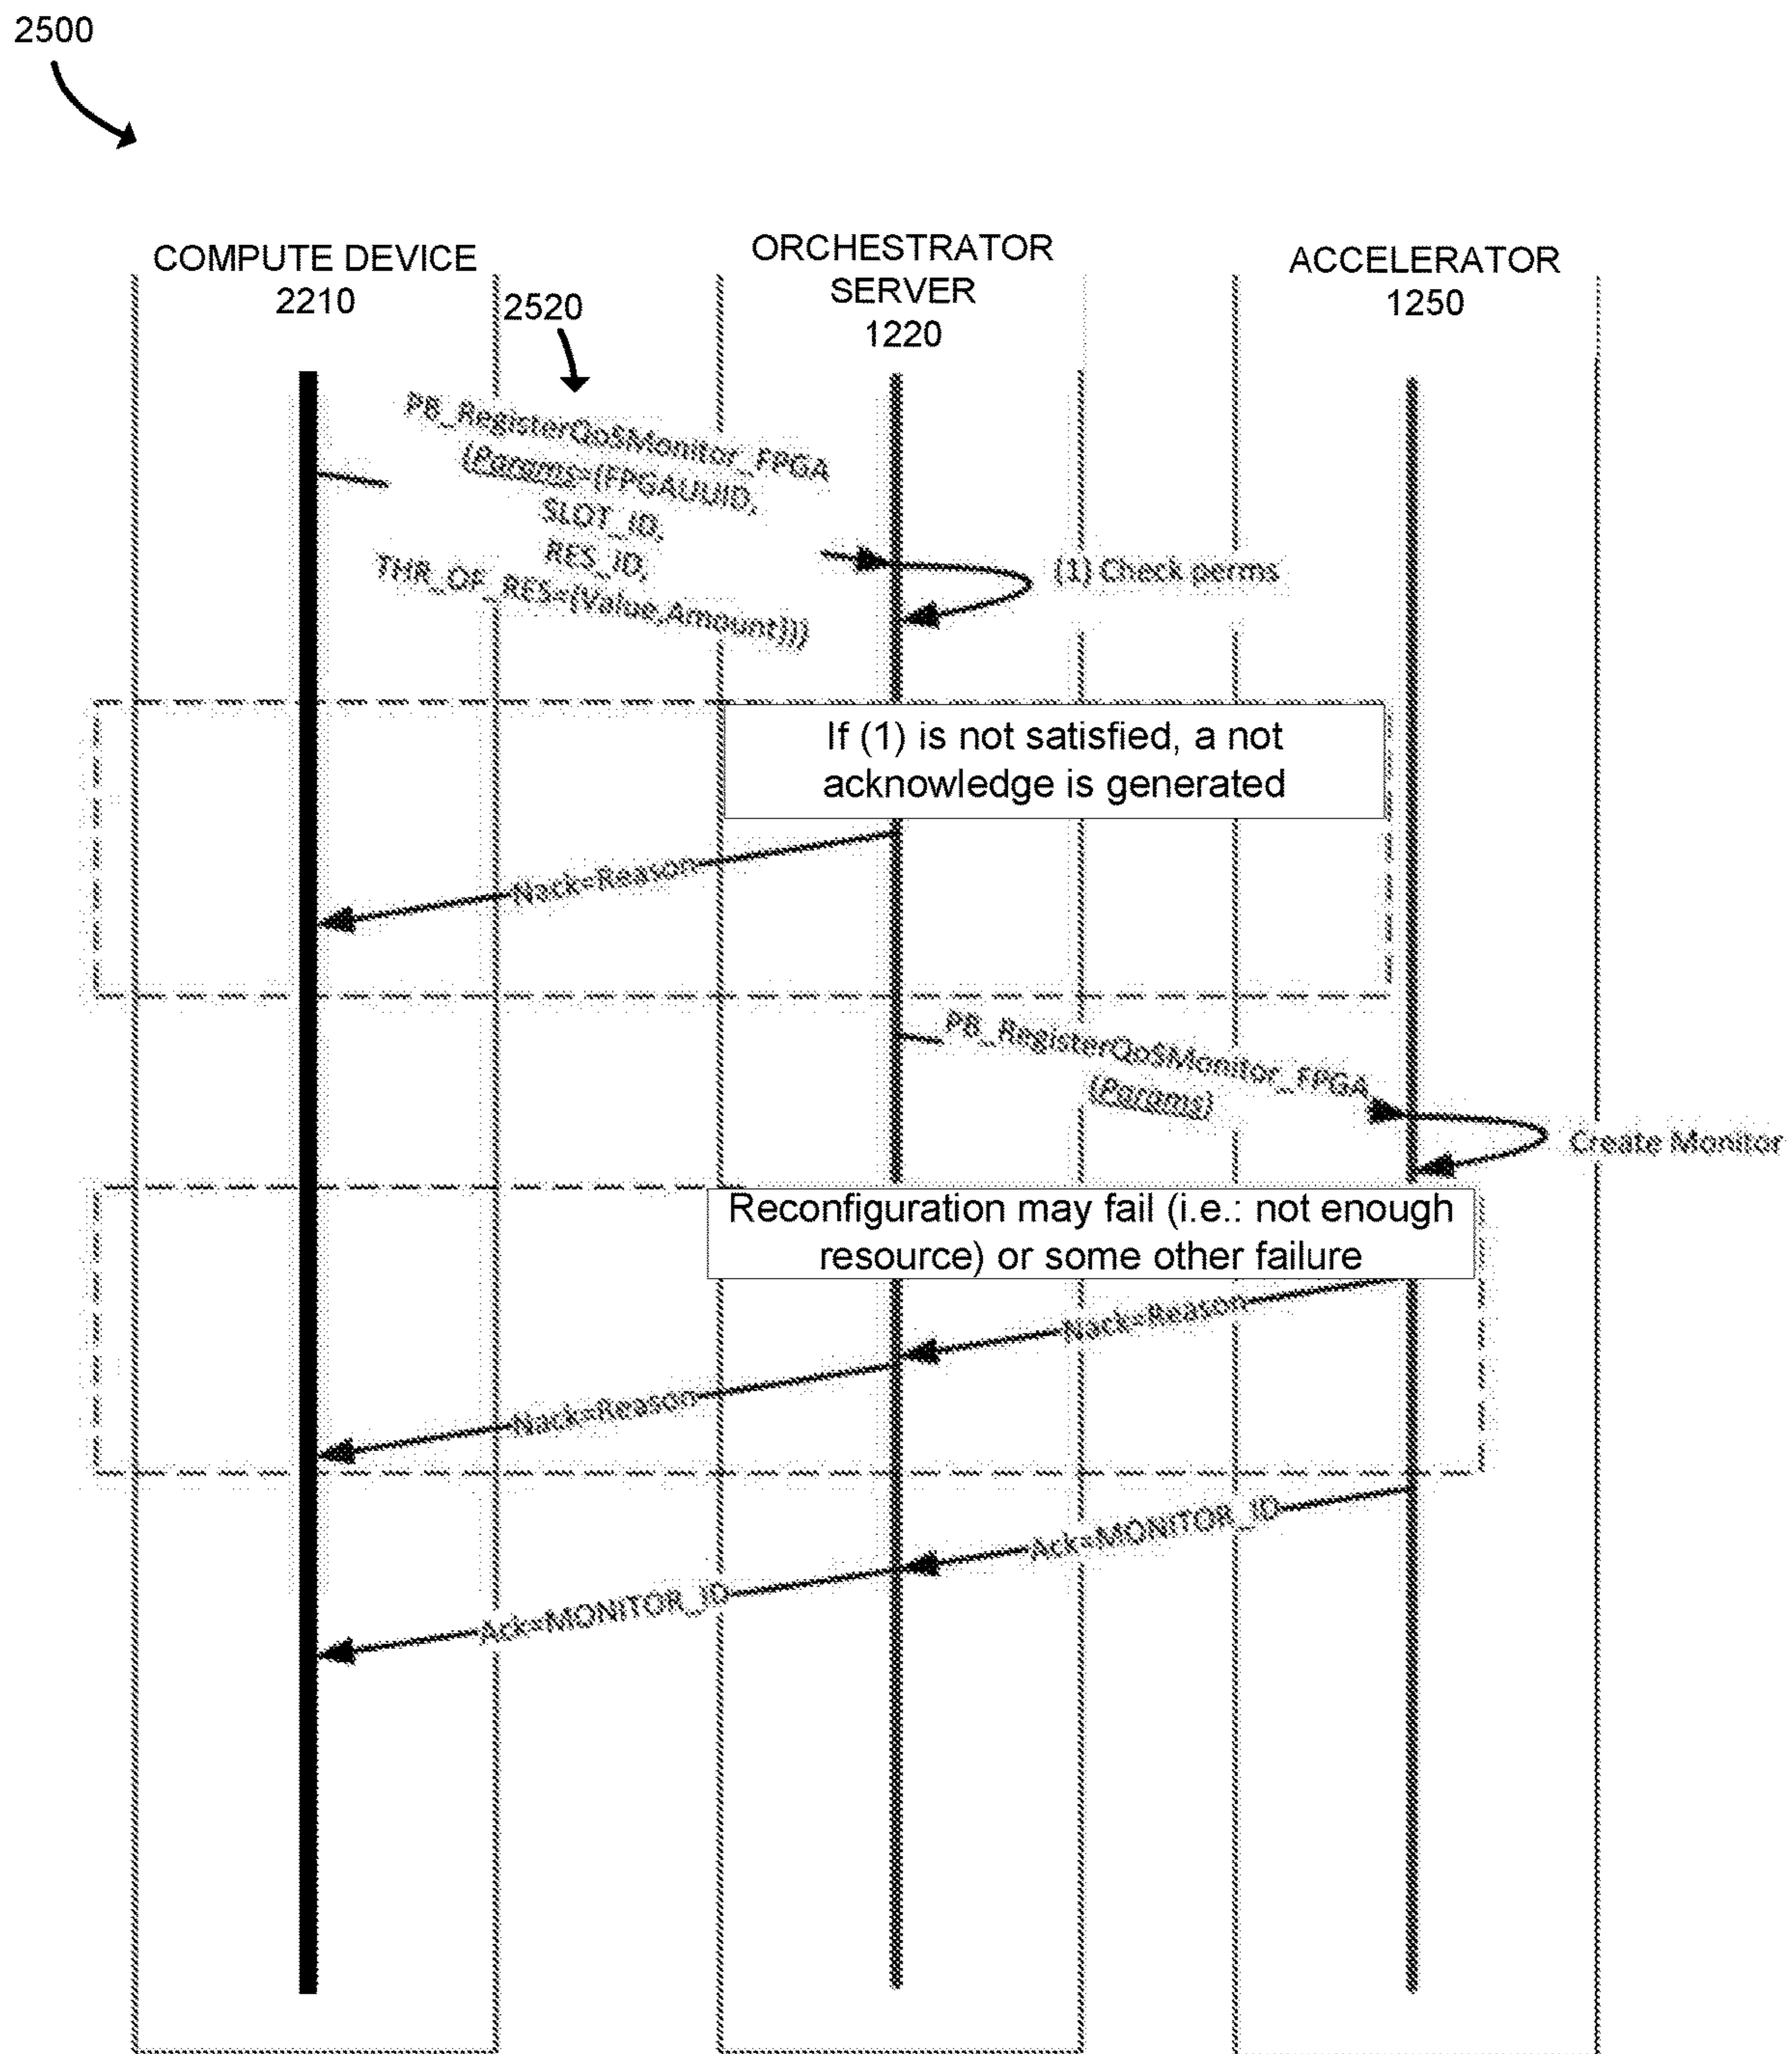 2500
COMPUTE DEVICE
2210
2520
ORCHESTRATOR
SERVER
1220
ACCELERATOR
1250
PB_RegisterQoSMonitor_FPGA
(Params=(FPGAUUID,
SLOT_ID,
RES_ID,
THR_OF_RES={Value,Amount}))
(1) Check perms
If (1) is not satisfied, a not
acknowledge is generated
Nack=Reason
PB_RegisterQoSMonitor_FPGA
(Params)
Create Monitor
Reconfiguration may fail (i.e.: not enough
resource) or some other failure
Nack=Reason
Nack=Reason
Ack=MONITOR_ID
Ack=MONITOR_ID